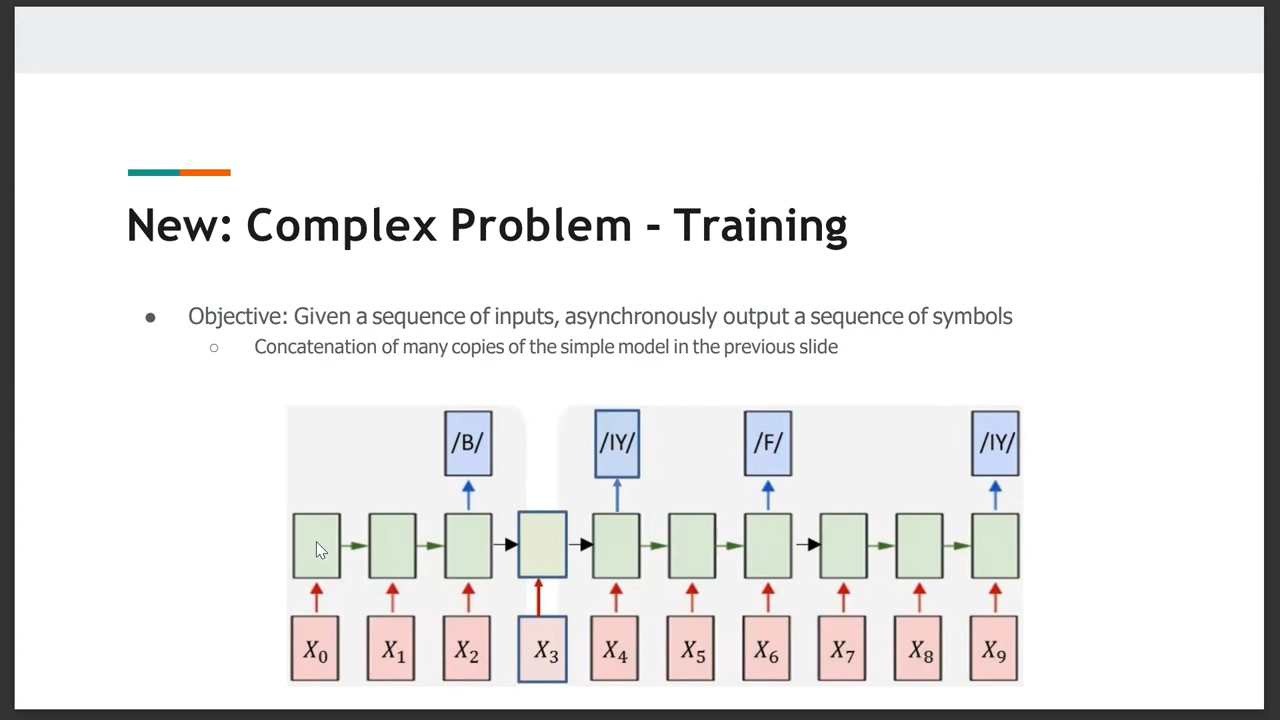 New: Complex Problem - Training
● Objective: Given a sequence of inputs, asynchronously output a sequence of symbols
○ Concatenation of many copies of the simple model in the previous slide
/B/ /IY/ /F/ /IY/
X₀ X₁ X₂ X₃ X₄ X₅ X₆ X₇ X₈ X₉